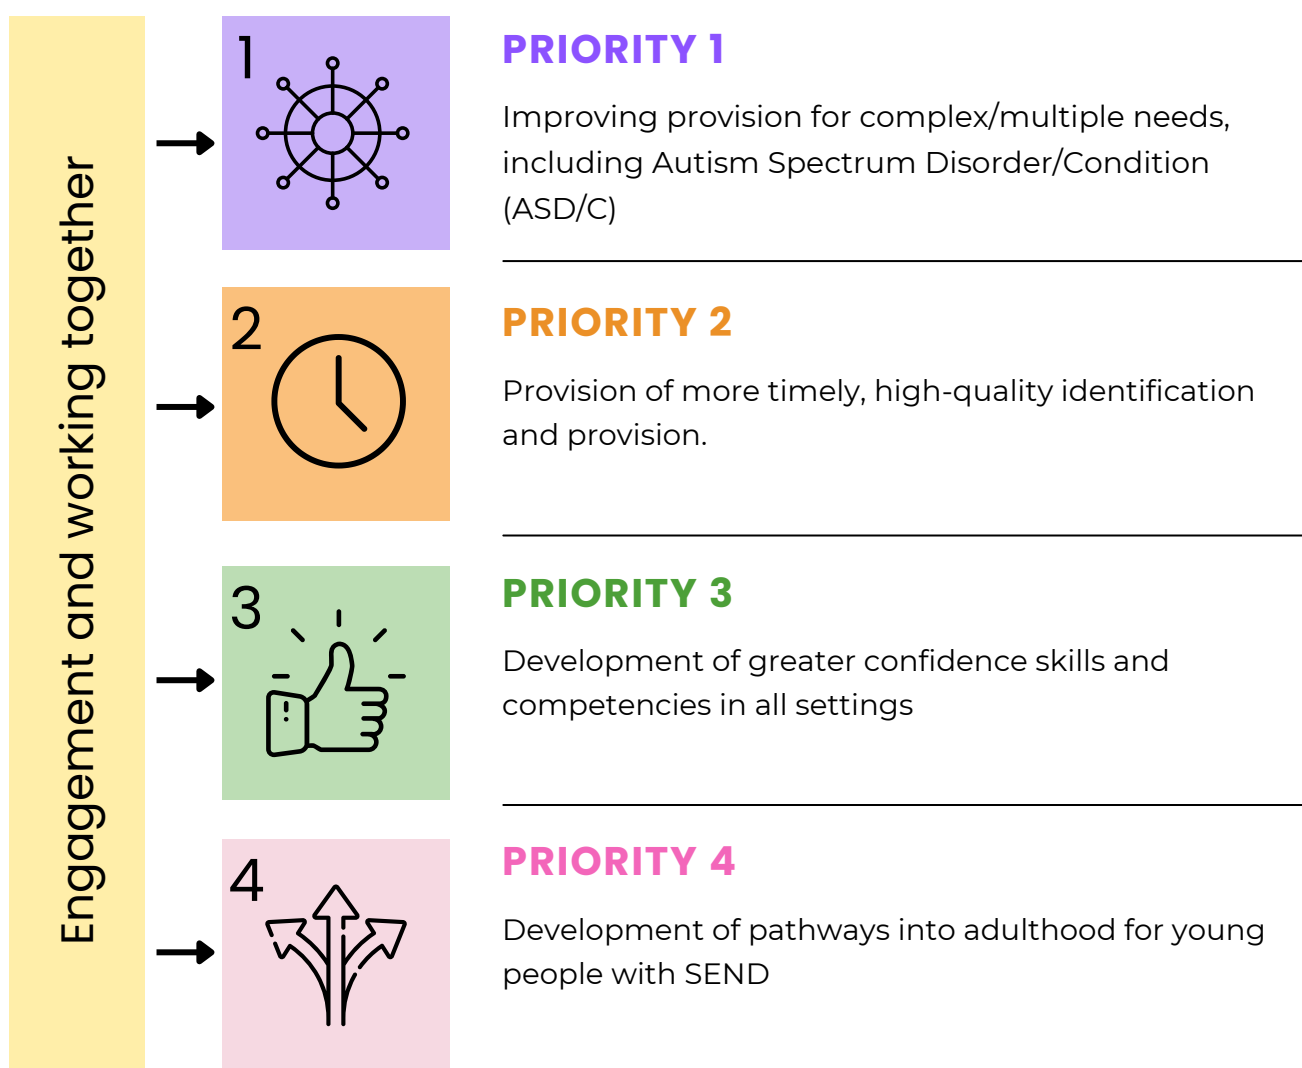 Engagement and working together
1
PRIORITY 1
Improving provision for complex/multiple needs,
including Autism Spectrum Disorder/Condition
(ASD/C)
2
PRIORITY 2
Provision of more timely, high-quality identification
and provision.
3
PRIORITY 3
Development of greater confidence skills and
competencies in all settings
4
PRIORITY 4
Development of pathways into adulthood for young
people with SEND